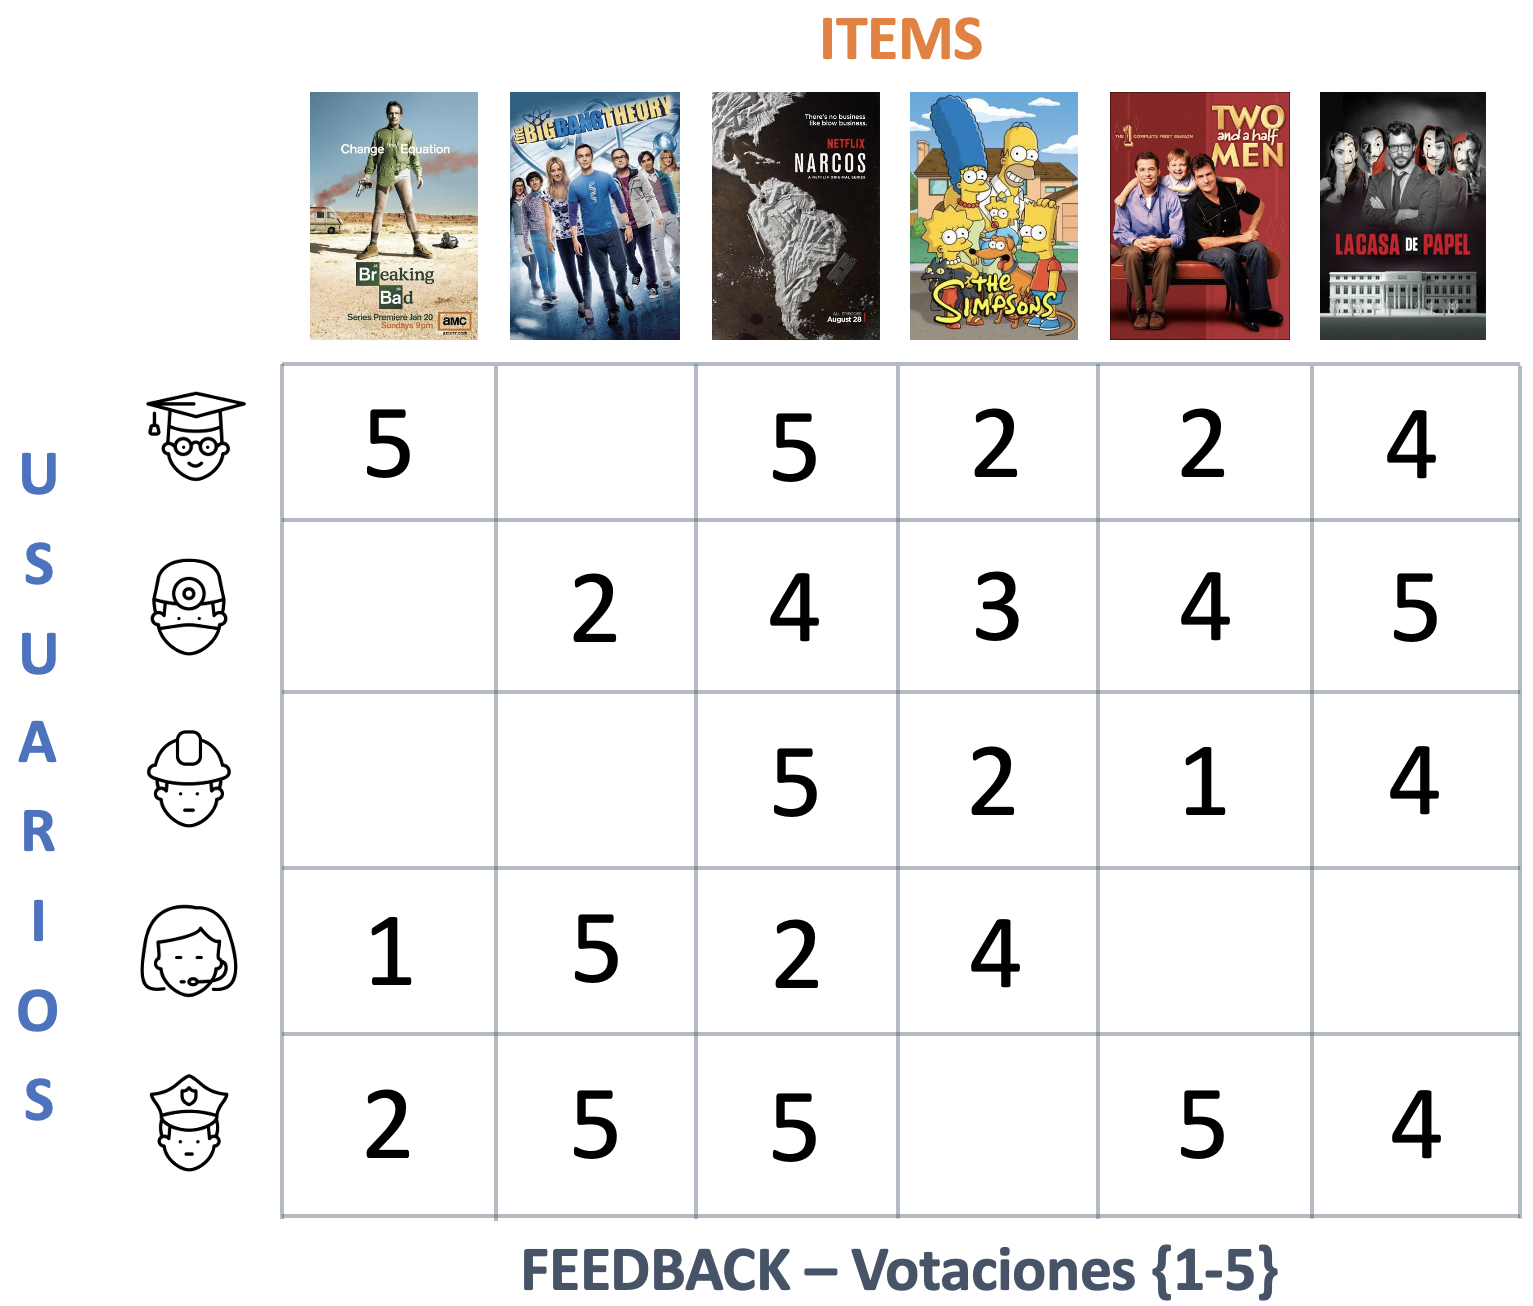 ITEMS
Change The Equation
Breaking
Bad
Series Premiere Jan 20
Sundays 9pm
amc
THE BIG BANG THEORY
There's no business
like blow business.
NETFLIX
NARCOS
A NETFLIX ORIGINAL SERIES
ALL EPISODES
August 28
THE
SIMPSONS
TWO
and a half
MEN
THE 1 COMPLETE FIRST SEASON
LA CASA DE PAPEL
USUARIOS
5 5 2 2 4
2 4 3 4 5
5 2 1 4
1 5 2 4
2 5 5 5 4
FEEDBACK – Votaciones {1-5}